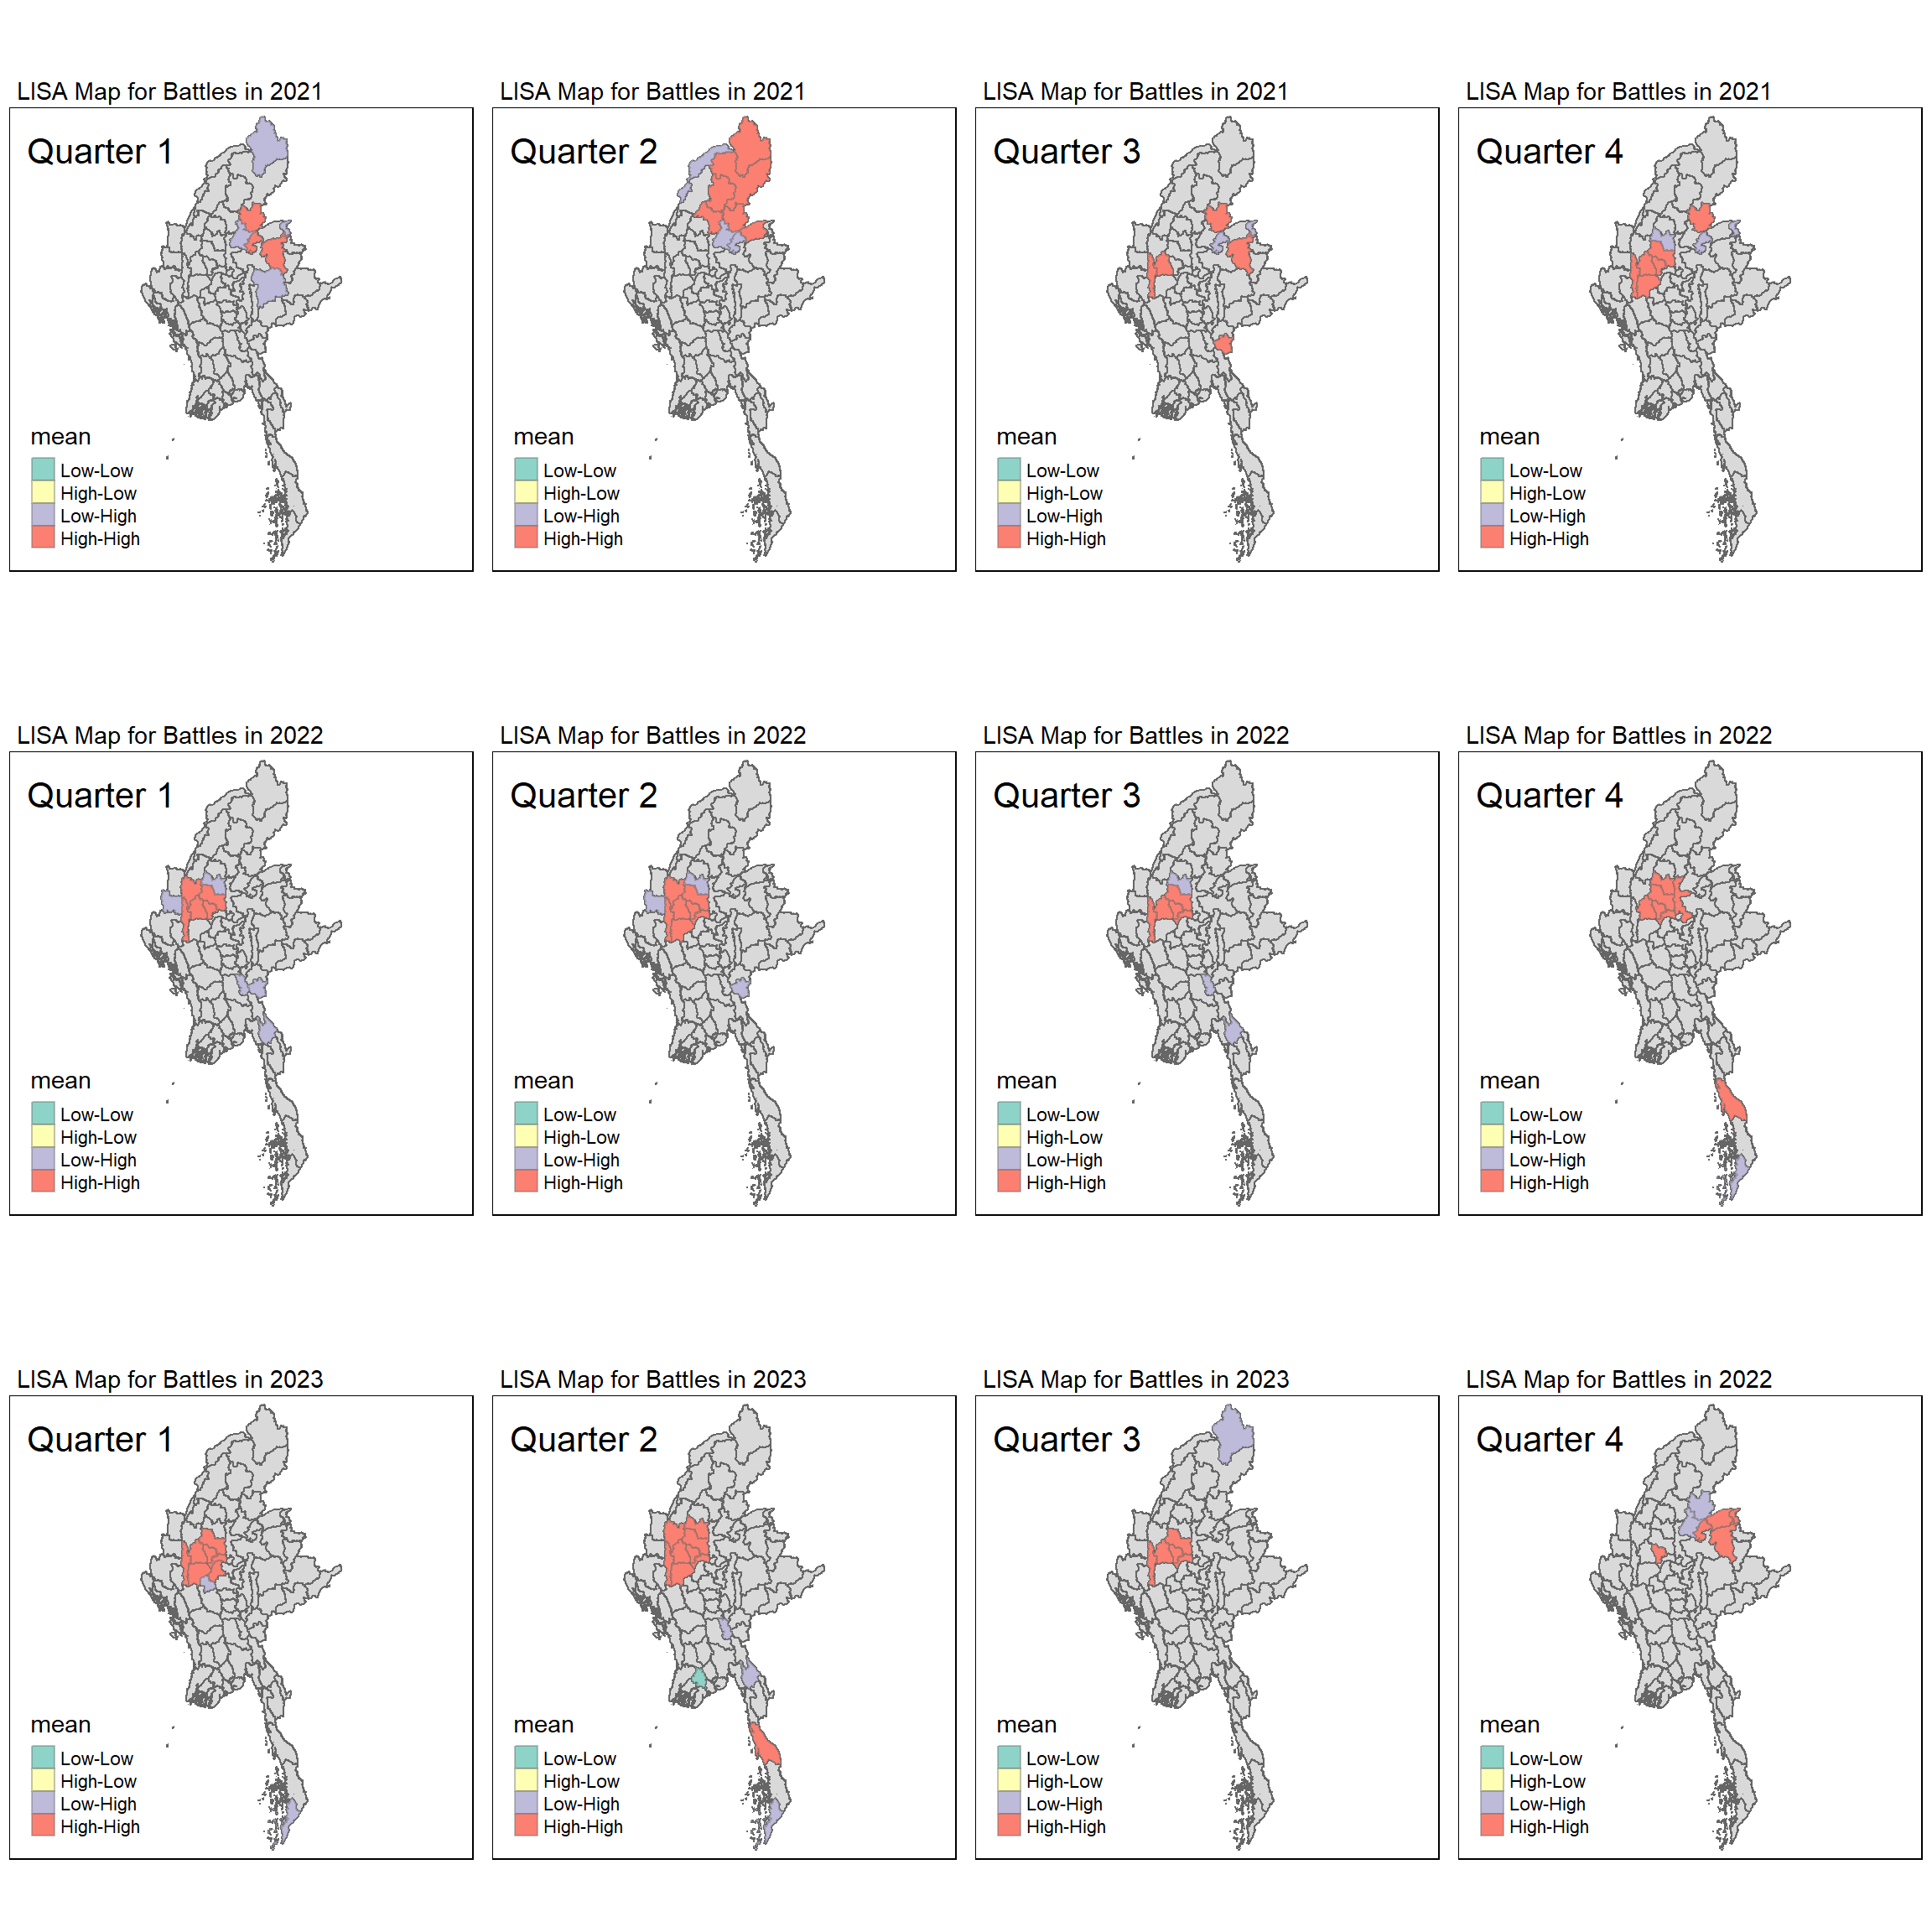 LISA Map for Battles in 2021
Quarter 1
mean
Low-Low
High-Low
Low-High
High-High
LISA Map for Battles in 2021
Quarter 2
mean
Low-Low
High-Low
Low-High
High-High
LISA Map for Battles in 2021
Quarter 3
mean
Low-Low
High-Low
Low-High
High-High
LISA Map for Battles in 2021
Quarter 4
mean
Low-Low
High-Low
Low-High
High-High
LISA Map for Battles in 2022
Quarter 1
mean
Low-Low
High-Low
Low-High
High-High
LISA Map for Battles in 2022
Quarter 2
mean
Low-Low
High-Low
Low-High
High-High
LISA Map for Battles in 2022
Quarter 3
mean
Low-Low
High-Low
Low-High
High-High
LISA Map for Battles in 2022
Quarter 4
mean
Low-Low
High-Low
Low-High
High-High
LISA Map for Battles in 2023
Quarter 1
mean
Low-Low
High-Low
Low-High
High-High
LISA Map for Battles in 2023
Quarter 2
mean
Low-Low
High-Low
Low-High
High-High
LISA Map for Battles in 2023
Quarter 3
mean
Low-Low
High-Low
Low-High
High-High
LISA Map for Battles in 2022
Quarter 4
mean
Low-Low
High-Low
Low-High
High-High